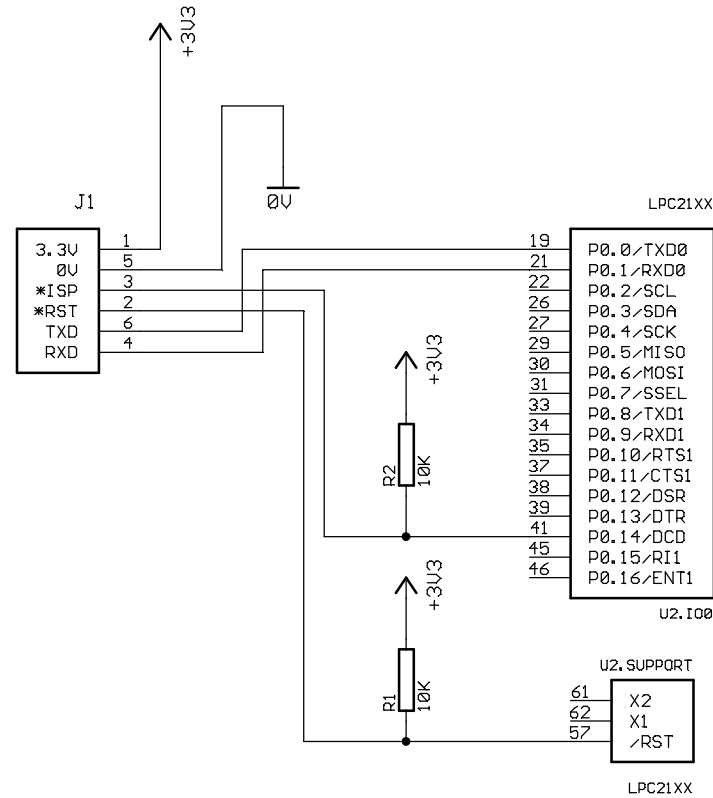 +3V3
0V
J1
3.3V 1
0V 5
*ISP 3
*RST 2
TXD 6
RXD 4
LPC21XX
19 P0.0/TXD0
21 P0.1/RXD0
22 P0.2/SCL
26 P0.3/SDA
27 P0.4/SCK
29 P0.5/MISO
30 P0.6/MOSI
31 P0.7/SSEL
33 P0.8/TXD1
34 P0.9/RXD1
35 P0.10/RTS1
37 P0.11/CTS1
38 P0.12/DSR
39 P0.13/DTR
41 P0.14/DCD
45 P0.15/RI1
46 P0.16/ENT1
U2.IO0
+3V3
R2
10K
+3V3
R1
10K
U2.SUPPORT
61 X2
62 X1
57 /RST
LPC21XX